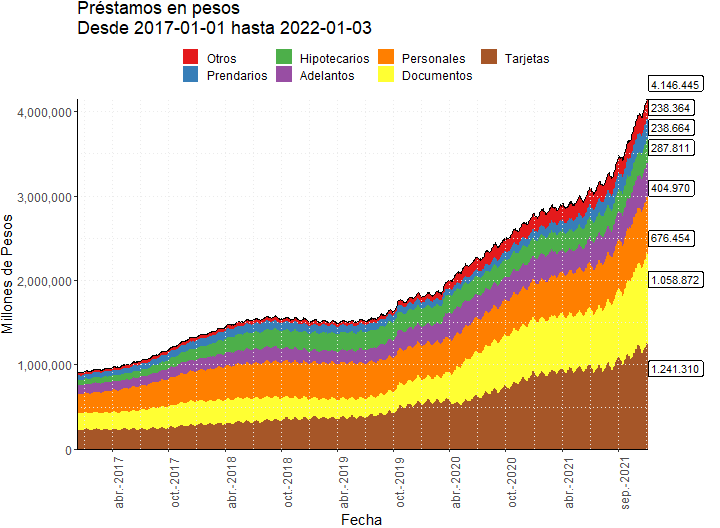 Préstamos en pesos
Desde 2017-01-01 hasta 2022-01-03
Otros Hipotecarios Personales Tarjetas
Prendarios Adelantos Documentos
4.146.445
238.364
238.664
287.811
404.970
676.454
1.058.872
1.241.310
4,000,000
3,000,000
2,000,000
1,000,000
0
Millones de Pesos
abr.-2017 oct.-2017 abr.-2018 oct.-2018 abr.-2019 oct.-2019 abr.-2020 oct.-2020 abr.-2021 sep.-2021
Fecha